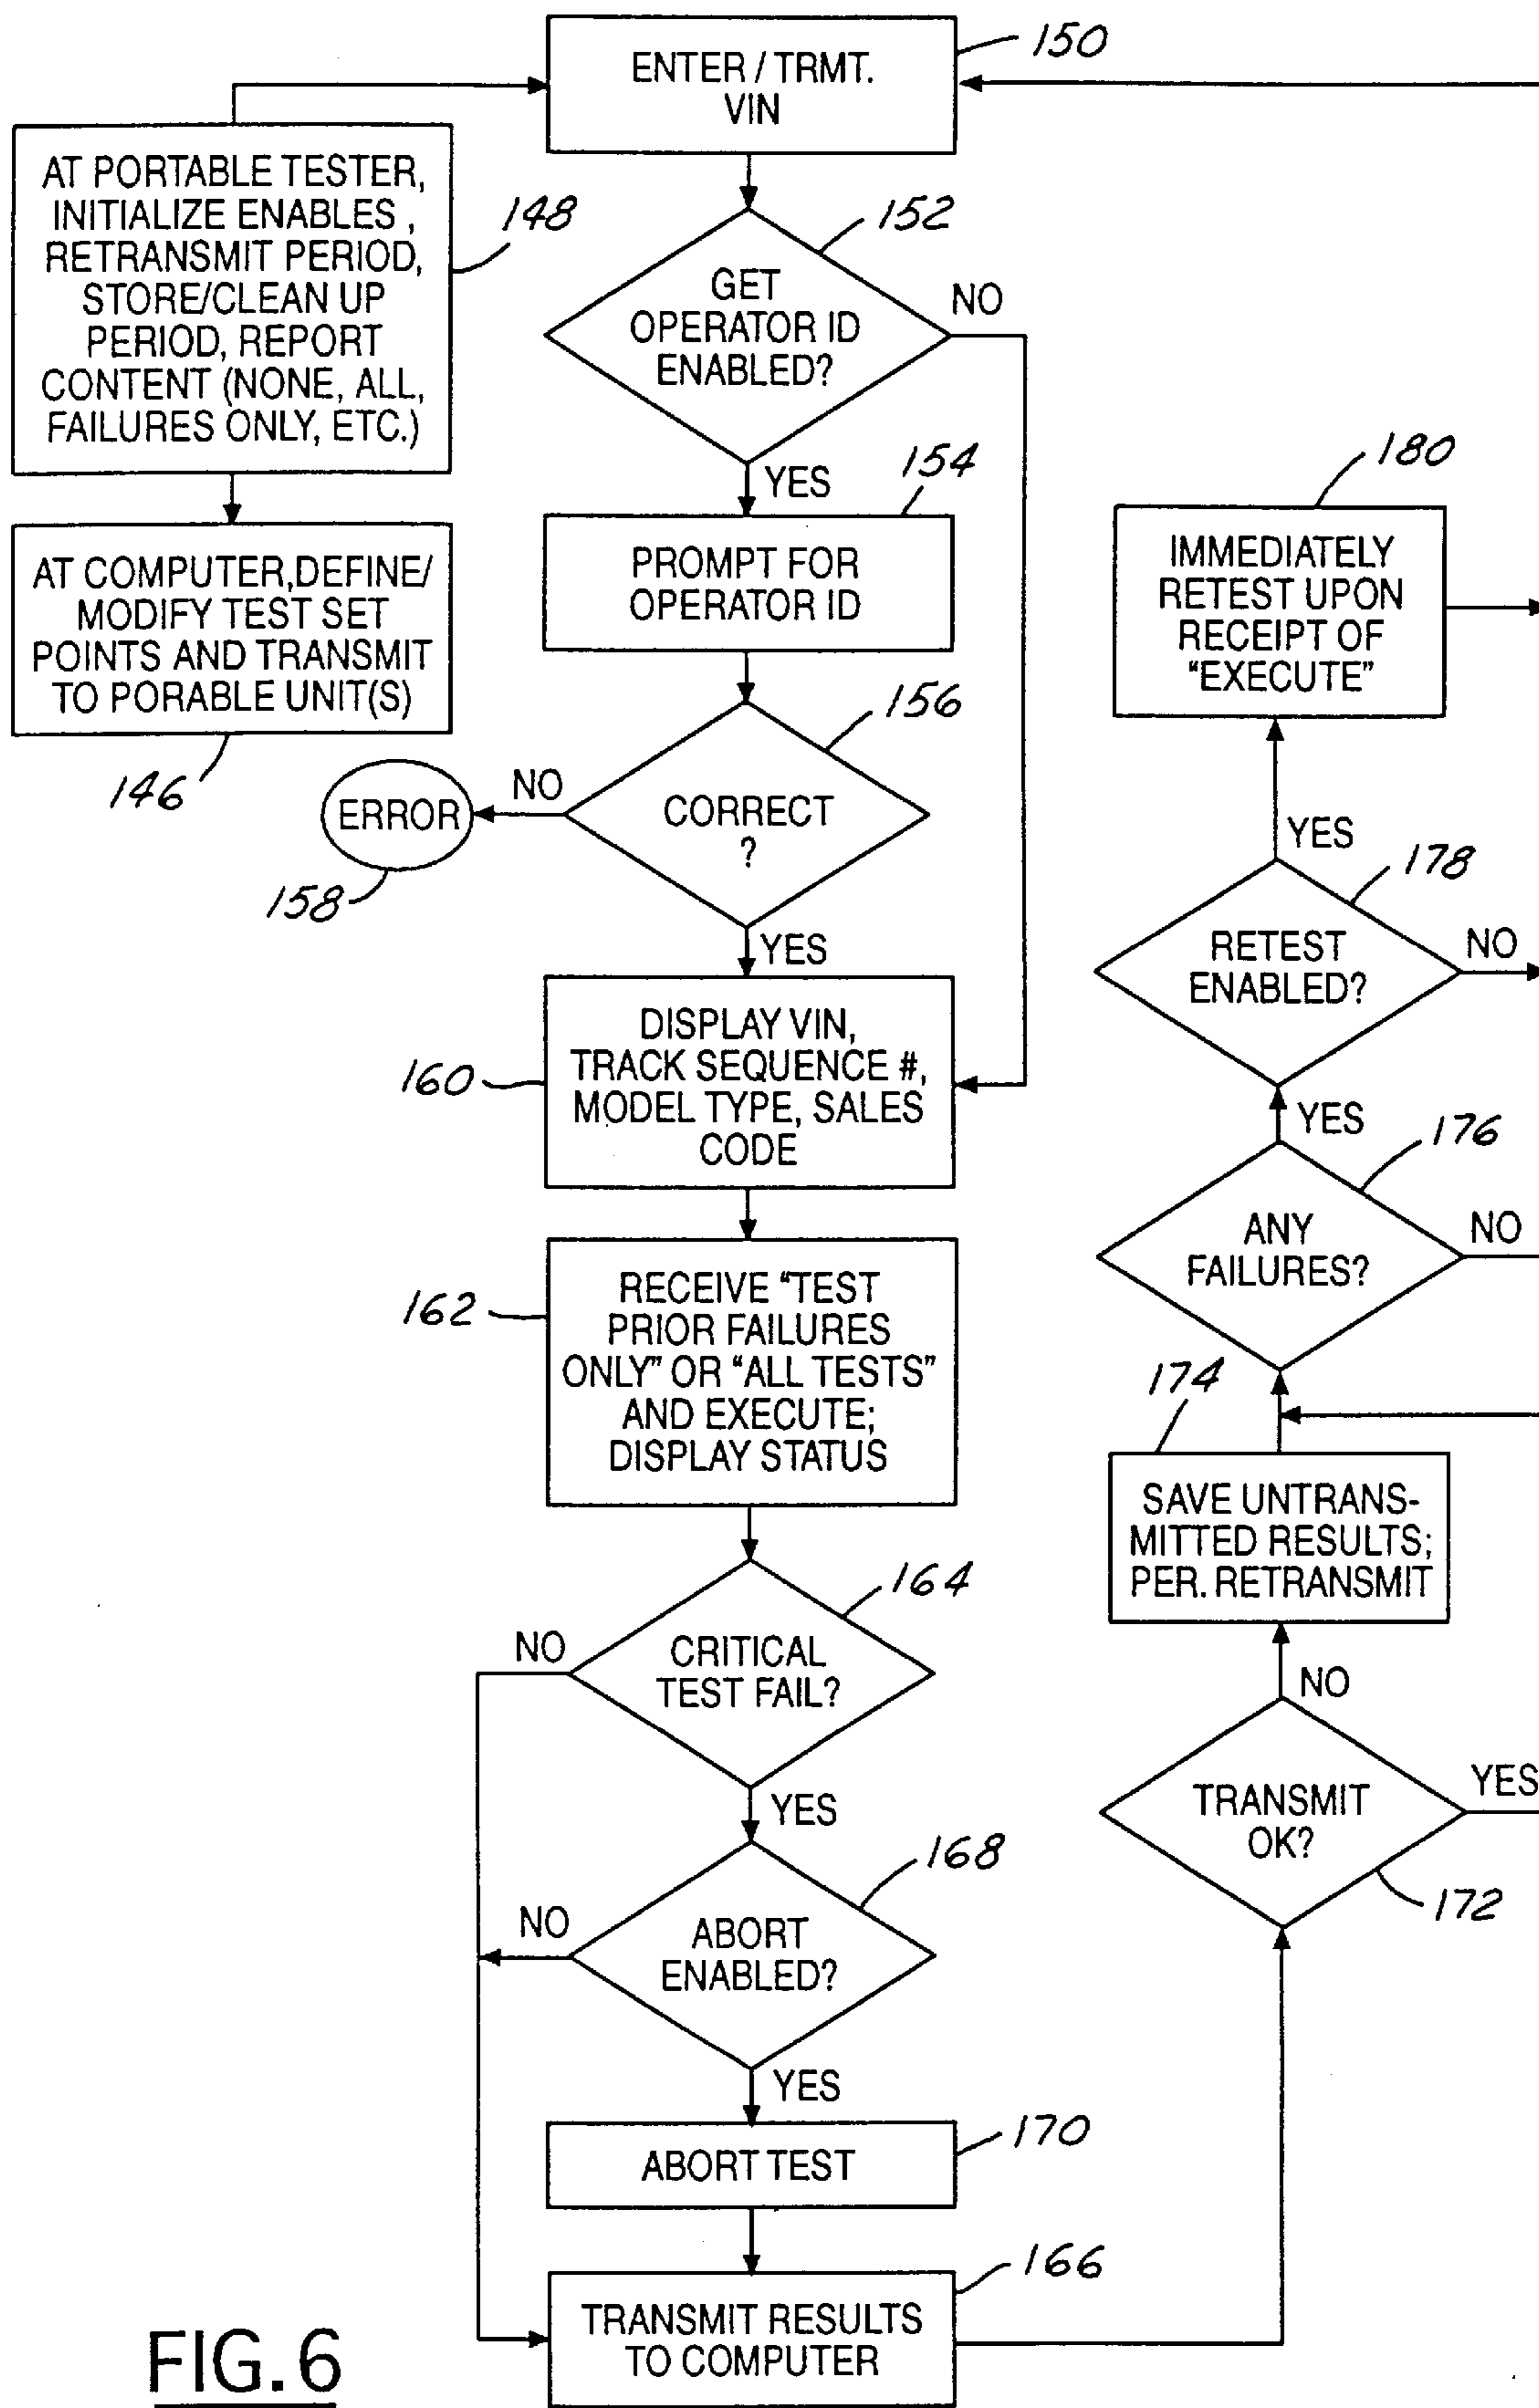 150
ENTER / TRMT.
VIN
AT PORTABLE TESTER,
INITIALIZE ENABLES ,
RETRANSMIT PERIOD,
STORE/CLEAN UP
PERIOD, REPORT
CONTENT (NONE, ALL,
FAILURES ONLY, ETC.)
148
AT COMPUTER,DEFINE/
MODIFY TEST SET
POINTS AND TRANSMIT
TO PORABLE UNIT(S)
146
152
GET
OPERATOR ID
ENABLED?
NO
YES
154
PROMPT FOR
OPERATOR ID
156
CORRECT
?
NO
ERROR
158
YES
DISPLAY VIN,
TRACK SEQUENCE #,
MODEL TYPE, SALES
CODE
160
RECEIVE "TEST
PRIOR FAILURES
ONLY" OR "ALL TESTS"
AND EXECUTE;
DISPLAY STATUS
162
164
CRITICAL
TEST FAIL?
NO
YES
168
ABORT
ENABLED?
NO
YES
170
ABORT TEST
166
TRANSMIT RESULTS
TO COMPUTER
180
IMMEDIATELY
RETEST UPON
RECEIPT OF
"EXECUTE"
YES
178
RETEST
ENABLED?
NO
YES
176
ANY
FAILURES?
NO
174
SAVE UNTRANS-
MITTED RESULTS;
PER. RETRANSMIT
NO
TRANSMIT
OK?
YES
172
FIG. 6